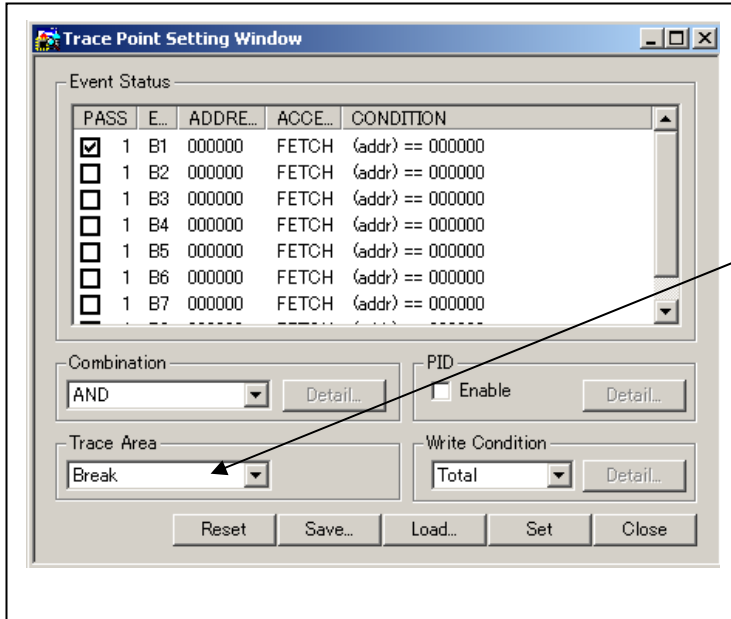 Trace Point Setting Window
Event Status
PASS E... ADDRE... ACCE... CONDITION
1 B1 000000 FETCH (addr) == 000000
1 B2 000000 FETCH (addr) == 000000
1 B3 000000 FETCH (addr) == 000000
1 B4 000000 FETCH (addr) == 000000
1 B5 000000 FETCH (addr) == 000000
1 B6 000000 FETCH (addr) == 000000
1 B7 000000 FETCH (addr) == 000000
Combination
AND Detail...
PID
Enable Detail...
Trace Area
Break
Write Condition
Total Detail...
Reset Save... Load... Set Close